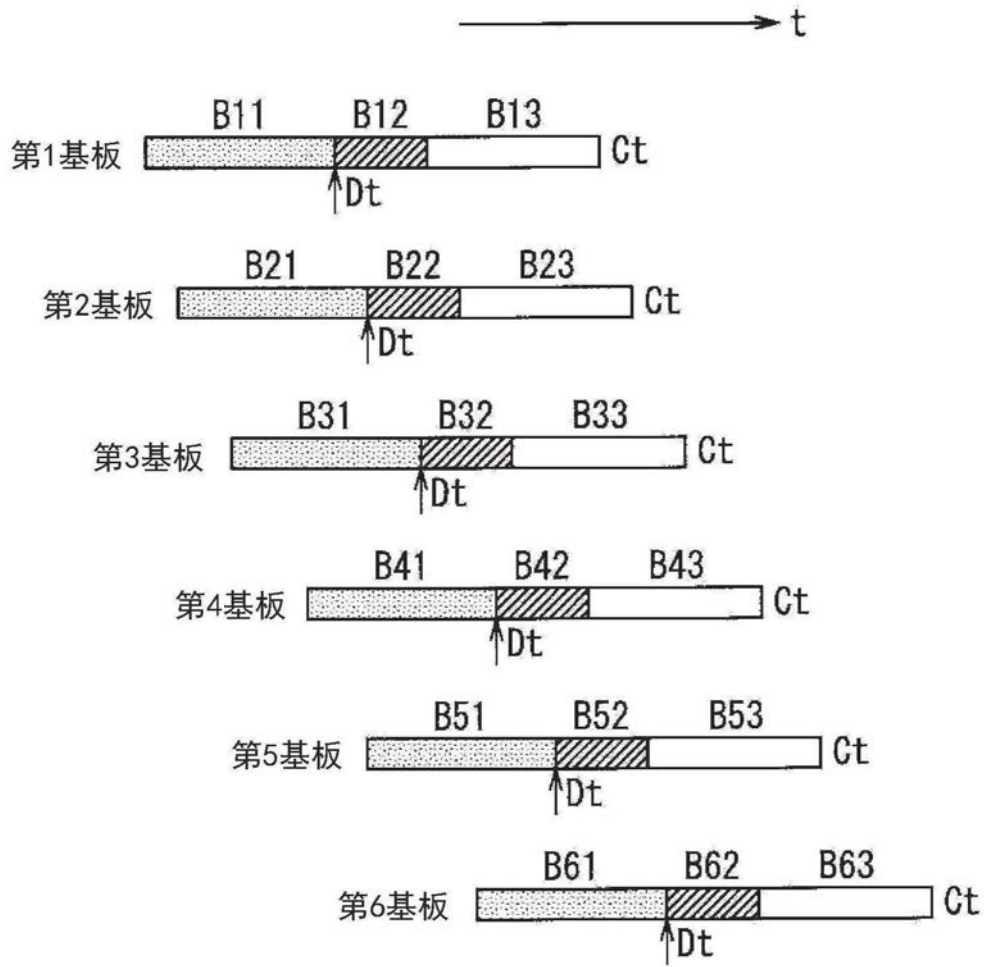 t
B11 B12 B13
第1基板 Ct
Dt
B21 B22 B23
第2基板 Ct
Dt
B31 B32 B33
第3基板 Ct
Dt
B41 B42 B43
第4基板 Ct
Dt
B51 B52 B53
第5基板 Ct
Dt
B61 B62 B63
第6基板 Ct
Dt